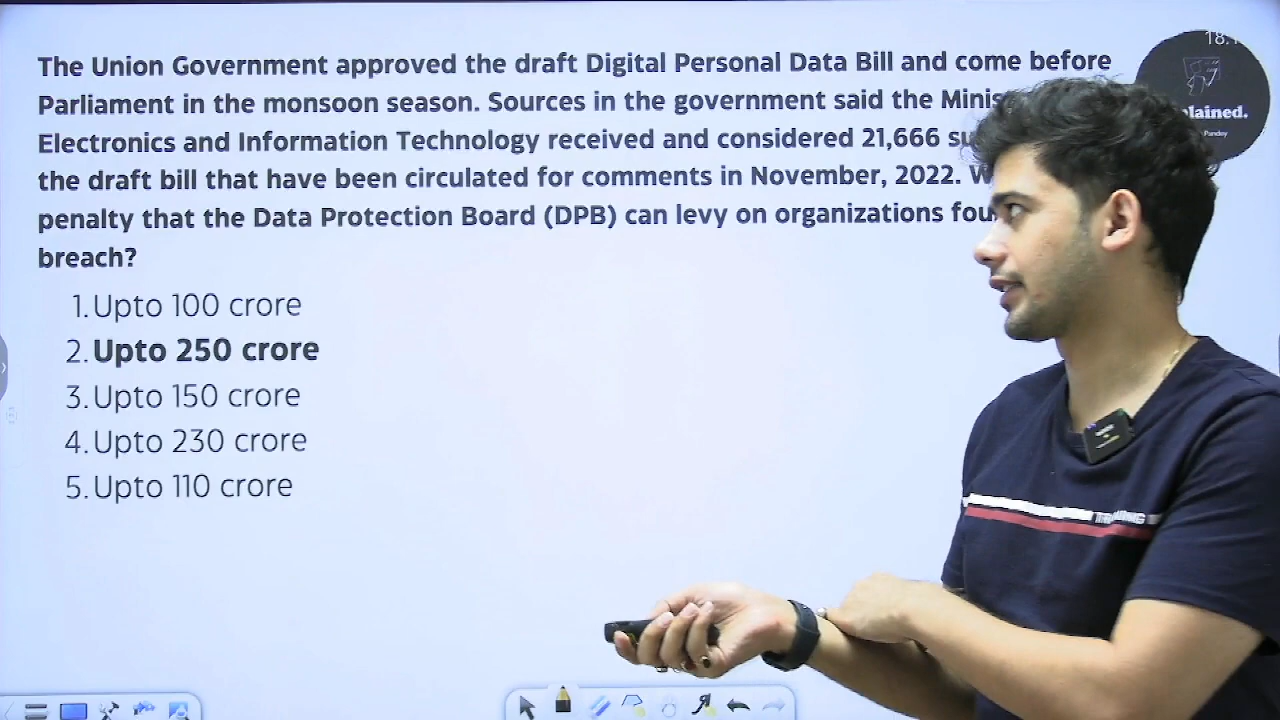 The Union Government approved the draft Digital Personal Data Bill and come before
Parliament in the monsoon season. Sources in the government said the
Electronics and Information Technology received and considered 21,666
the draft bill that have been circulated for comments in November, 2022.
penalty that the Data Protection Board (DPB) can levy on organizations
breach?
1. Upto 100 crore
2. Upto 250 crore
3. Upto 150 crore
4. Upto 230 crore
5. Upto 110 crore
18.
lained.
Pandey